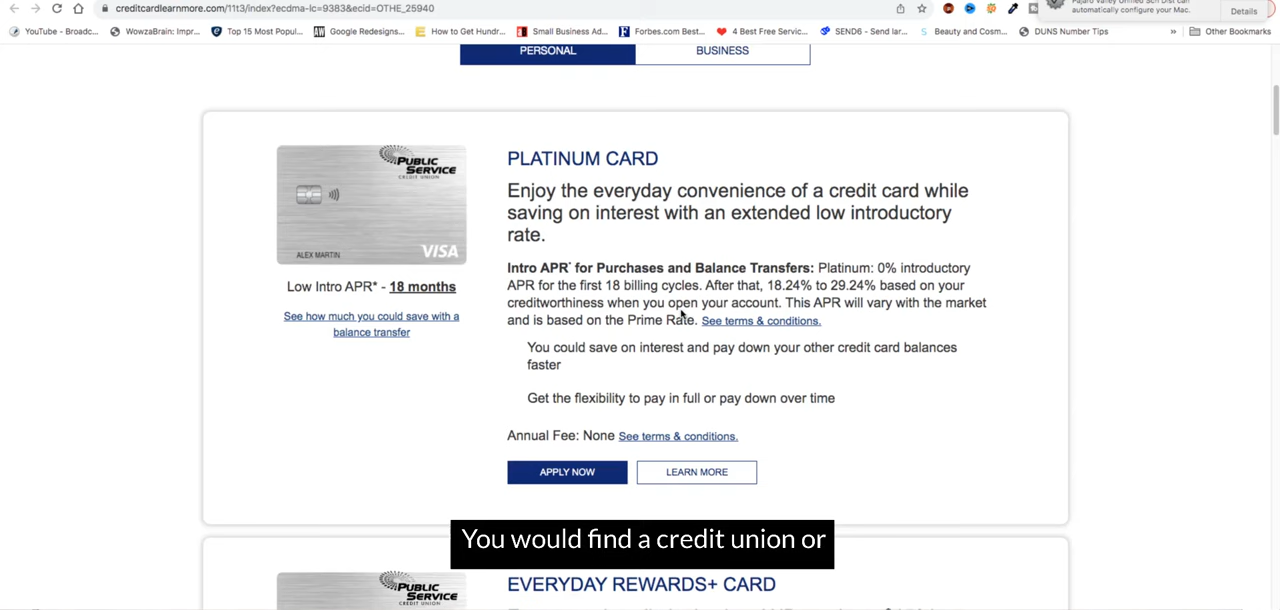 creditcardlearnmore.com/11t3/index?ecdma-lc=9383&ecid=OTHE_25940
automatically configure your Mac.
Details
YouTube - Broadc...
WowzaBrain: Impr...
Top 15 Most Popul...
Google Redesigns...
How to Get Hundr...
Small Business Ad...
Forbes.com Best...
4 Best Free Servic...
SEND6 - Send lar...
Beauty and Cosm...
DUNS Number Tips
»
Other Bookmarks
PERSONAL
BUSINESS
PUBLIC
SERVICE
CREDIT UNION
ALEX MARTIN
VISA
Low Intro APR* - 18 months
See how much you could save with a
balance transfer
PLATINUM CARD
Enjoy the everyday convenience of a credit card while
saving on interest with an extended low introductory
rate.
Intro APR* for Purchases and Balance Transfers: Platinum: 0% introductory
APR for the first 18 billing cycles. After that, 18.24% to 29.24% based on your
creditworthiness when you open your account. This APR will vary with the market
and is based on the Prime Rate. See terms & conditions.
You could save on interest and pay down your other credit card balances
faster
Get the flexibility to pay in full or pay down over time
Annual Fee: None See terms & conditions.
APPLY NOW
LEARN MORE
You would find a credit union or
PUBLIC
SERVICE
CREDIT UNION
EVERYDAY REWARDS+ CARD